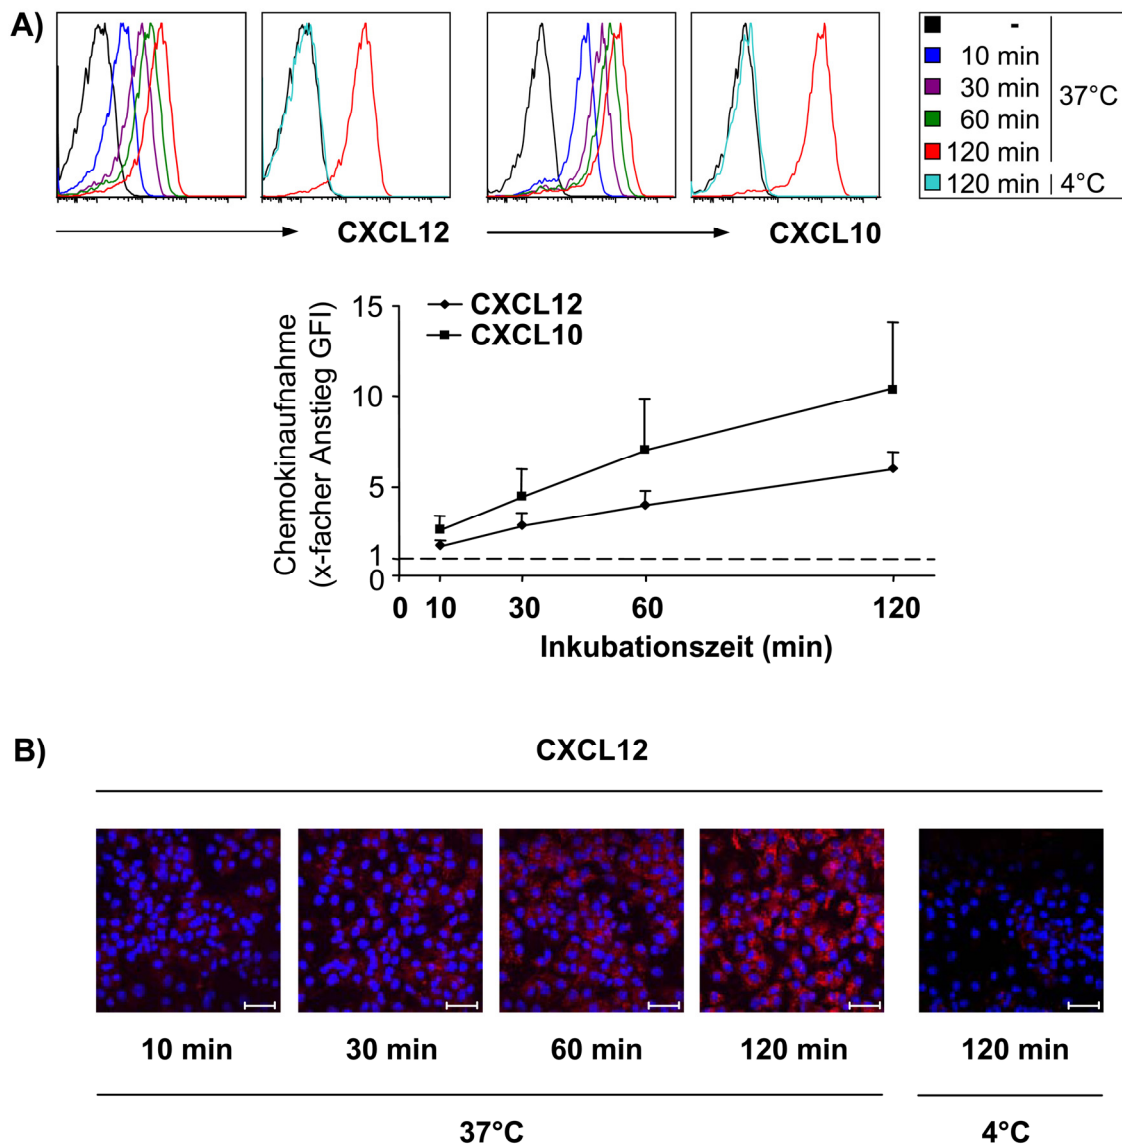 A)
CXCL12
CXCL10
-
10 min
30 min
60 min
120 min
37°C
120 min
4°C
Chemokinaufnahme
(x-facher Anstieg GFI)
15
10
5
1
0
CXCL12
CXCL10
0 10 30 60 120
Inkubationszeit (min)
B)
CXCL12
10 min 30 min 60 min 120 min 120 min
37°C 4°C